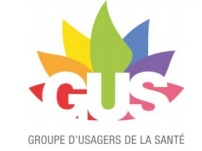 GUS
GROUPE D'USAGERS DE LA SANTÉ